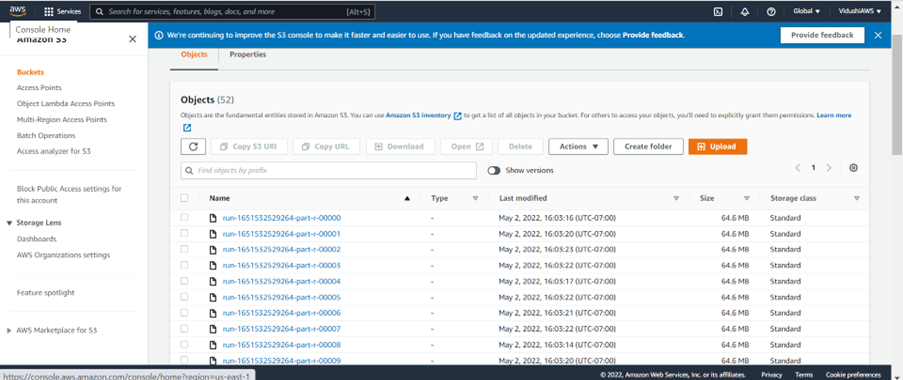 aws Services Search for services, features, blogs, docs, and more [Alt+S] Global VidushiAWS
Console Home
Amazon S3
We're continuing to improve the S3 console to make it faster and easier to use. If you have feedback on the updated experience, choose Provide feedback. Provide feedback
Buckets
Access Points
Object Lambda Access Points
Multi-Region Access Points
Batch Operations
Access analyzer for S3
Block Public Access settings for
this account
Storage Lens
Dashboards
AWS Organizations settings
Feature spotlight
AWS Marketplace for S3
Objects Properties
Objects (52)
Objects are the fundamental entities stored in Amazon S3. You can use Amazon S3 inventory to get a list of all objects in your bucket. For others to access your objects, you'll need to explicitly grant them permissions. Learn more
Copy S3 URI Copy URL Download Open Delete Actions Create folder Upload
Find objects by prefix Show versions 1
Name Type Last modified Size Storage class
run-1651532529264-part-r-00000 - May 2, 2022, 16:03:16 (UTC-07:00) 64.6 MB Standard
run-1651532529264-part-r-00001 - May 2, 2022, 16:03:20 (UTC-07:00) 64.6 MB Standard
run-1651532529264-part-r-00002 - May 2, 2022, 16:03:23 (UTC-07:00) 64.6 MB Standard
run-1651532529264-part-r-00003 - May 2, 2022, 16:03:22 (UTC-07:00) 64.6 MB Standard
run-1651532529264-part-r-00004 - May 2, 2022, 16:03:17 (UTC-07:00) 64.6 MB Standard
run-1651532529264-part-r-00005 - May 2, 2022, 16:03:22 (UTC-07:00) 64.6 MB Standard
run-1651532529264-part-r-00006 - May 2, 2022, 16:03:21 (UTC-07:00) 64.6 MB Standard
run-1651532529264-part-r-00007 - May 2, 2022, 16:03:22 (UTC-07:00) 64.6 MB Standard
run-1651532529264-part-r-00008 - May 2, 2022, 16:03:14 (UTC-07:00) 64.6 MB Standard
run-1651532529264-part-r-00009 - May 2, 2022, 16:03:20 (UTC-07:00) 64.6 MB Standard
https://console.aws.amazon.com/console/home?region=us-east-1 © 2022, Amazon Web Services, Inc. or its affiliates. Privacy Terms Cookie preferences